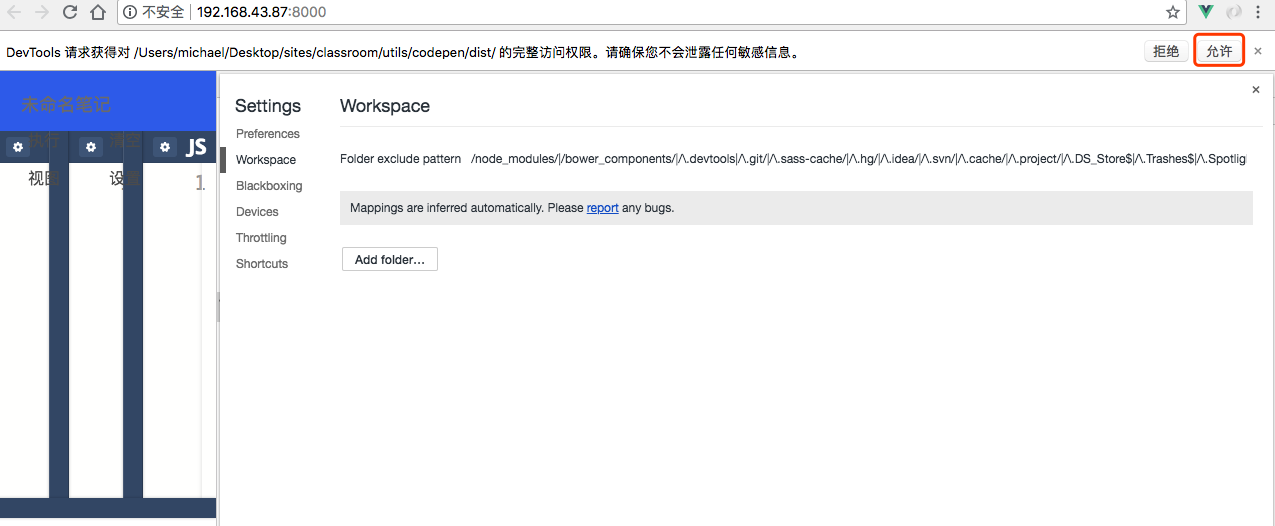 不安全 192.168.43.87:8000
DevTools 请求获得对 /Users/michael/Desktop/sites/classroom/utils/codepen/dist/ 的完整访问权限。请确保您不会泄露任何敏感信息。 拒绝 允许
未命名笔记
执行 清空
JS
视图 设置 1
Settings
Preferences
Workspace
Blackboxing
Devices
Throttling
Shortcuts
Workspace
Folder exclude pattern /node_modules/|/bower_components/|/\.devtools|/\.git/|/\.sass-cache/|/\.hg/|/\.idea/|/\.svn/|/\.cache/|/\.project/|/\.DS_Store$|/\.Trashes$|/\.Spotlig
Mappings are inferred automatically. Please report any bugs.
Add folder…